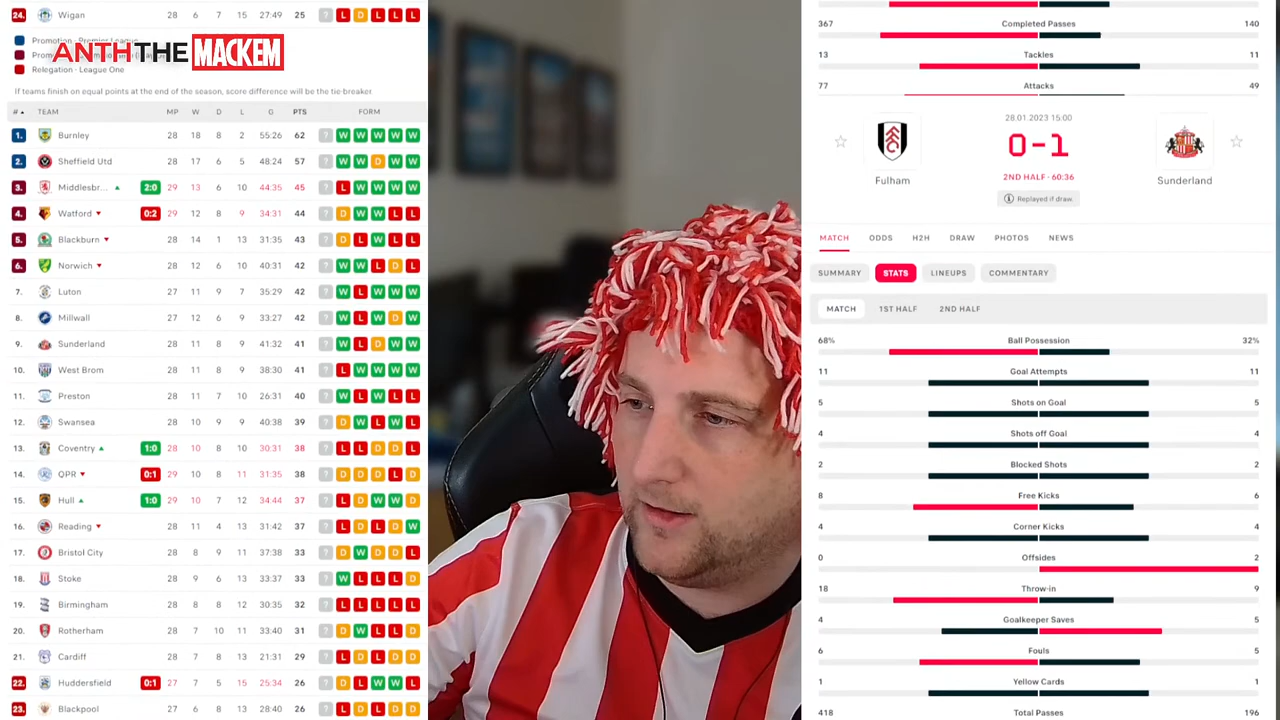 24. Wigan 28 6 7 15 27:49 25 ? L D L L L
Promotion - Premier League
ANTHTHE MACKEM
Relegation - League One
If teams finish on equal points at the end of the season, score difference will be the tie-breaker.
# TEAM MP W D L G PTS FORM
1. Burnley 28 18 8 2 55:26 62 ? W W W W W
2. Sheffield Utd 28 17 6 5 48:24 57 ? W W D W W
3. Middlesbr... 2:0 29 13 6 10 44:35 45 ? L W W W W
4. Watford 0:2 29 12 8 9 34:31 44 ? D W W L L
5. Blackburn 28 14 1 13 31:35 43 ? D L W L L
6. Norwich 28 12 6 10 40:31 42 ? W W L D L
7. Luton 27 11 9 7 35:29 42 ? W L W W W
8. Millwall 27 12 6 9 33:27 42 ? W L W D W
9. Sunderland 28 11 8 9 41:32 41 ? W L D W W
10. West Brom 28 11 8 9 38:30 41 ? L W W W W
11. Preston 28 11 7 10 26:31 40 ? W L W L L
12. Swansea 28 10 9 9 40:38 39 ? D W L W L
13. Coventry 1:0 28 10 8 10 30:31 38 ? L L D D L
14. QPR 0:1 29 10 8 11 31:35 38 ? D D D L D
15. Hull 1:0 29 10 7 12 34:44 37 ? L D W W D
16. Reading 28 11 4 13 31:42 37 ? L D L D W
17. Bristol City 28 8 9 11 37:38 33 ? D W D D L
18. Stoke 28 9 6 13 33:37 33 ? W L L L D
19. Birmingham 28 8 8 12 30:35 32 ? L L L L L
20. Rotherham 28 7 10 11 33:40 31 ? D W L L D
21. Cardiff 28 7 8 13 21:31 29 ? L D L D D
22. Huddersfield 0:1 27 7 5 15 25:34 26 ? D L W W L
23. Blackpool 27 6 8 13 28:40 26 ? L D L D D
367 Completed Passes 140
13 Tackles 11
77 Attacks 49
28.01.2023 15:00
0-1
Fulham
Sunderland
2ND HALF - 60:36
Replayed if draw.
MATCH ODDS H2H DRAW PHOTOS NEWS
SUMMARY STATS LINEUPS COMMENTARY
MATCH 1ST HALF 2ND HALF
68% Ball Possession 32%
11 Goal Attempts 11
5 Shots on Goal 5
4 Shots off Goal 4
2 Blocked Shots 2
8 Free Kicks 6
4 Corner Kicks 4
0 Offsides 2
18 Throw-in 9
4 Goalkeeper Saves 5
6 Fouls 5
1 Yellow Cards 1
418 Total Passes 196